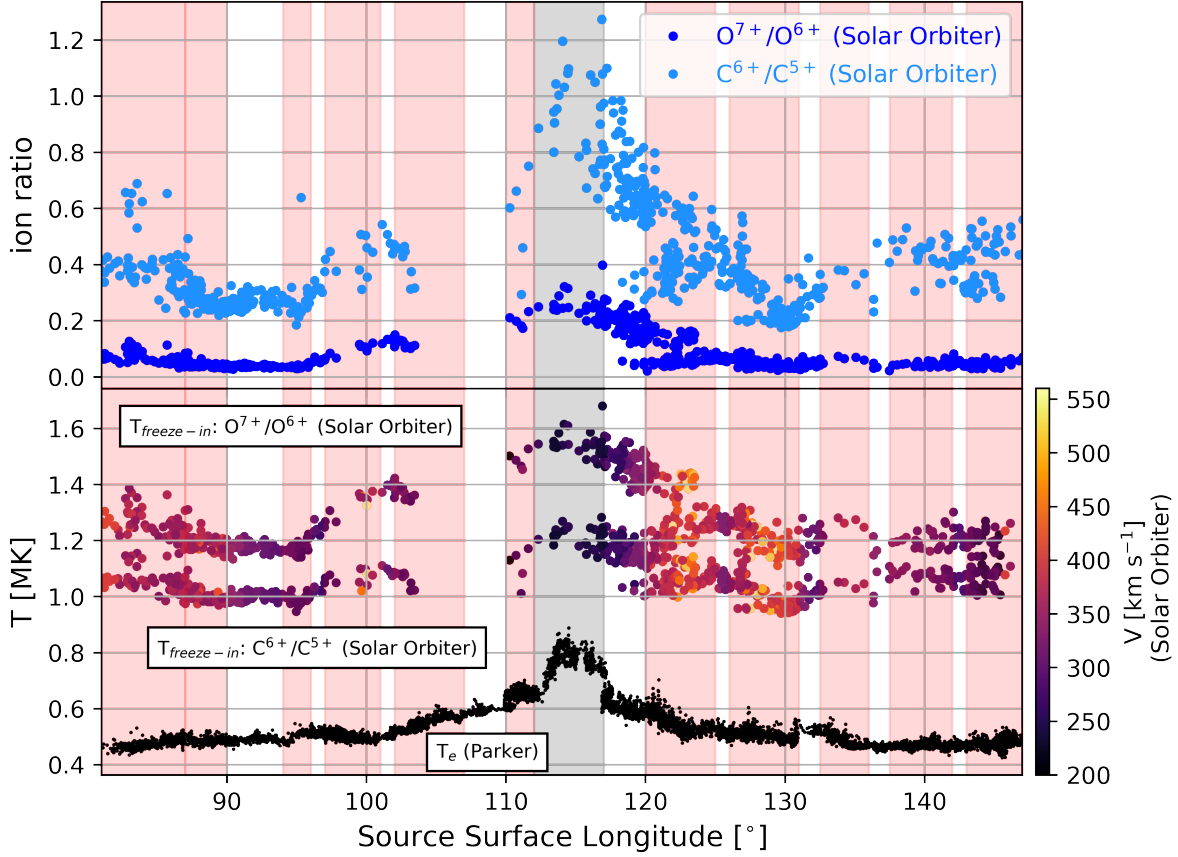 O7+/O6+ (Solar Orbiter)
C6+/C5+ (Solar Orbiter)
ion ratio
1.2
1.0
0.8
0.6
0.4
0.2
0.0
Tfreeze−in: O7+/O6+ (Solar Orbiter)
Tfreeze−in: C6+/C5+ (Solar Orbiter)
Te (Parker)
T [MK]
1.6
1.4
1.2
1.0
0.8
0.6
0.4
90
100
110
120
130
140
Source Surface Longitude [°]
550
500
450
400
350
300
250
200
V [km s−1]
(Solar Orbiter)